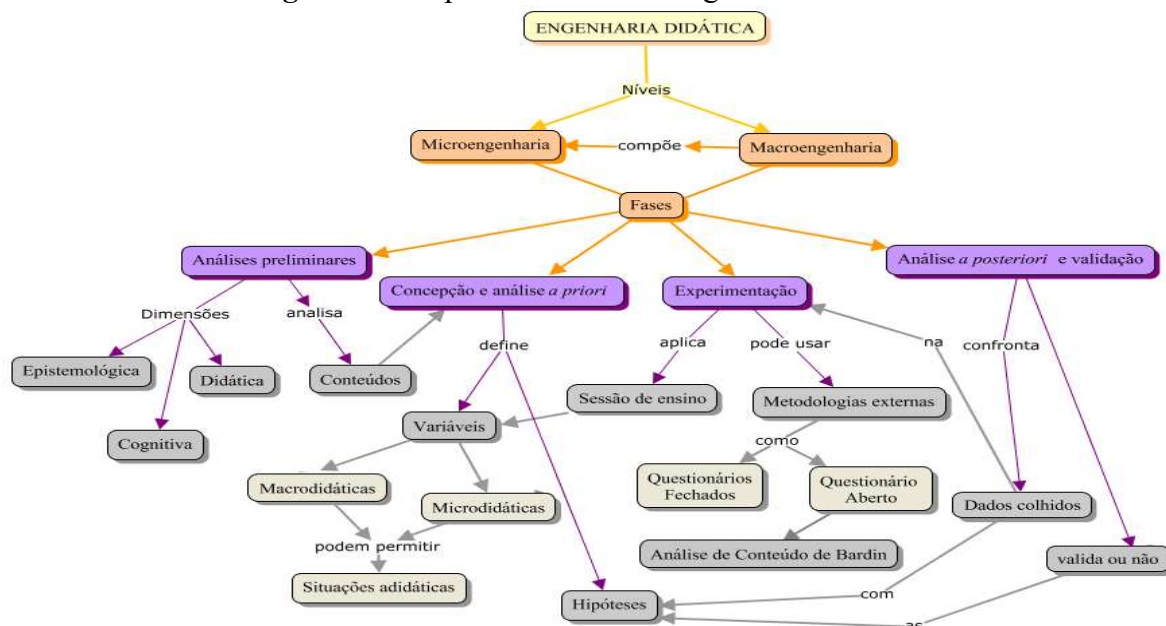 ENGENHARIA DIDÁTICA
Níveis
Microengenharia
compõe
Macroengenharia
Fases
Análises preliminares
Análise a posteriori e validação
Concepção e análise a priori
Experimentação
Dimensões
analisa
define
aplica
pode usar
na
confronta
Epistemológica
Didática
Conteúdos
Sessão de ensino
Metodologias externas
Cognitiva
Variáveis
como
Macrodidáticas
Microdidáticas
Questionários
Fechados
Questionário
Aberto
Dados colhidos
podem permitir
Análise de Conteúdo de Bardin
valida ou não
Situações adidáticas
Hipóteses
com
as